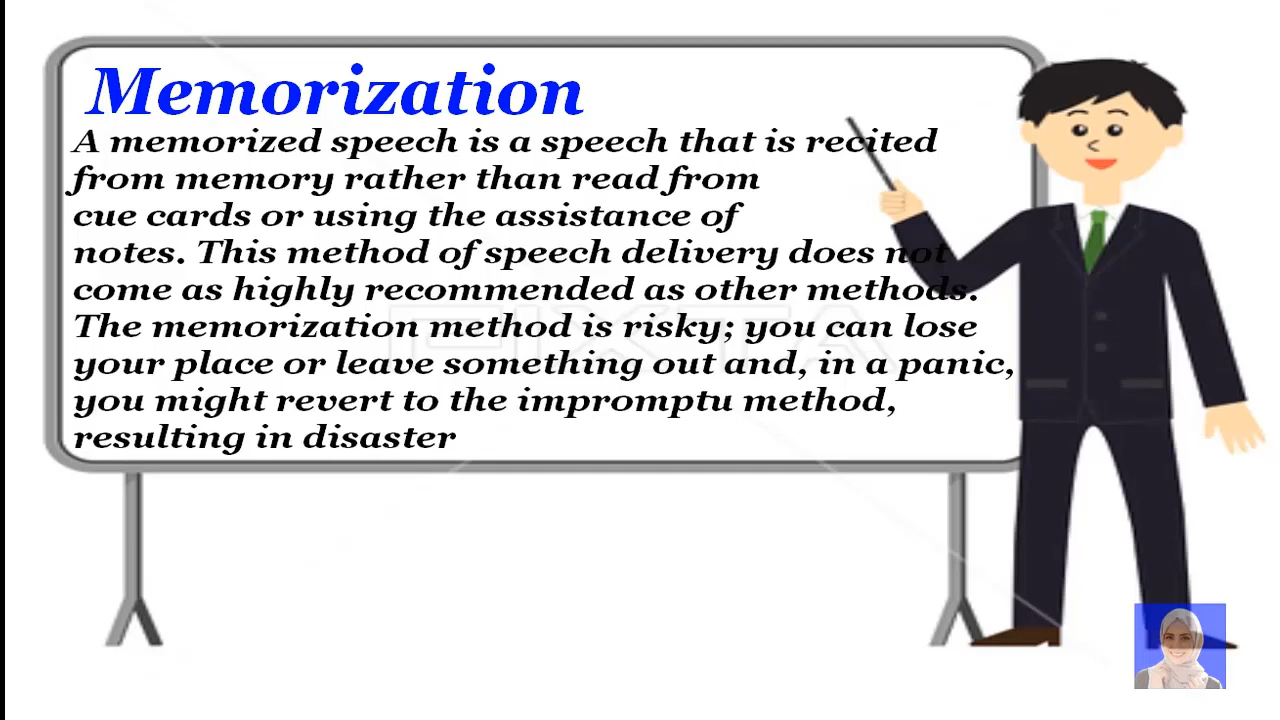 Memorization
A memorized speech is a speech that is recited
from memory rather than read from
cue cards or using the assistance of
notes. This method of speech delivery does not
come as highly recommended as other methods.
The memorization method is risky; you can lose
your place or leave something out and, in a panic,
you might revert to the impromptu method,
resulting in disaster
PIXTA